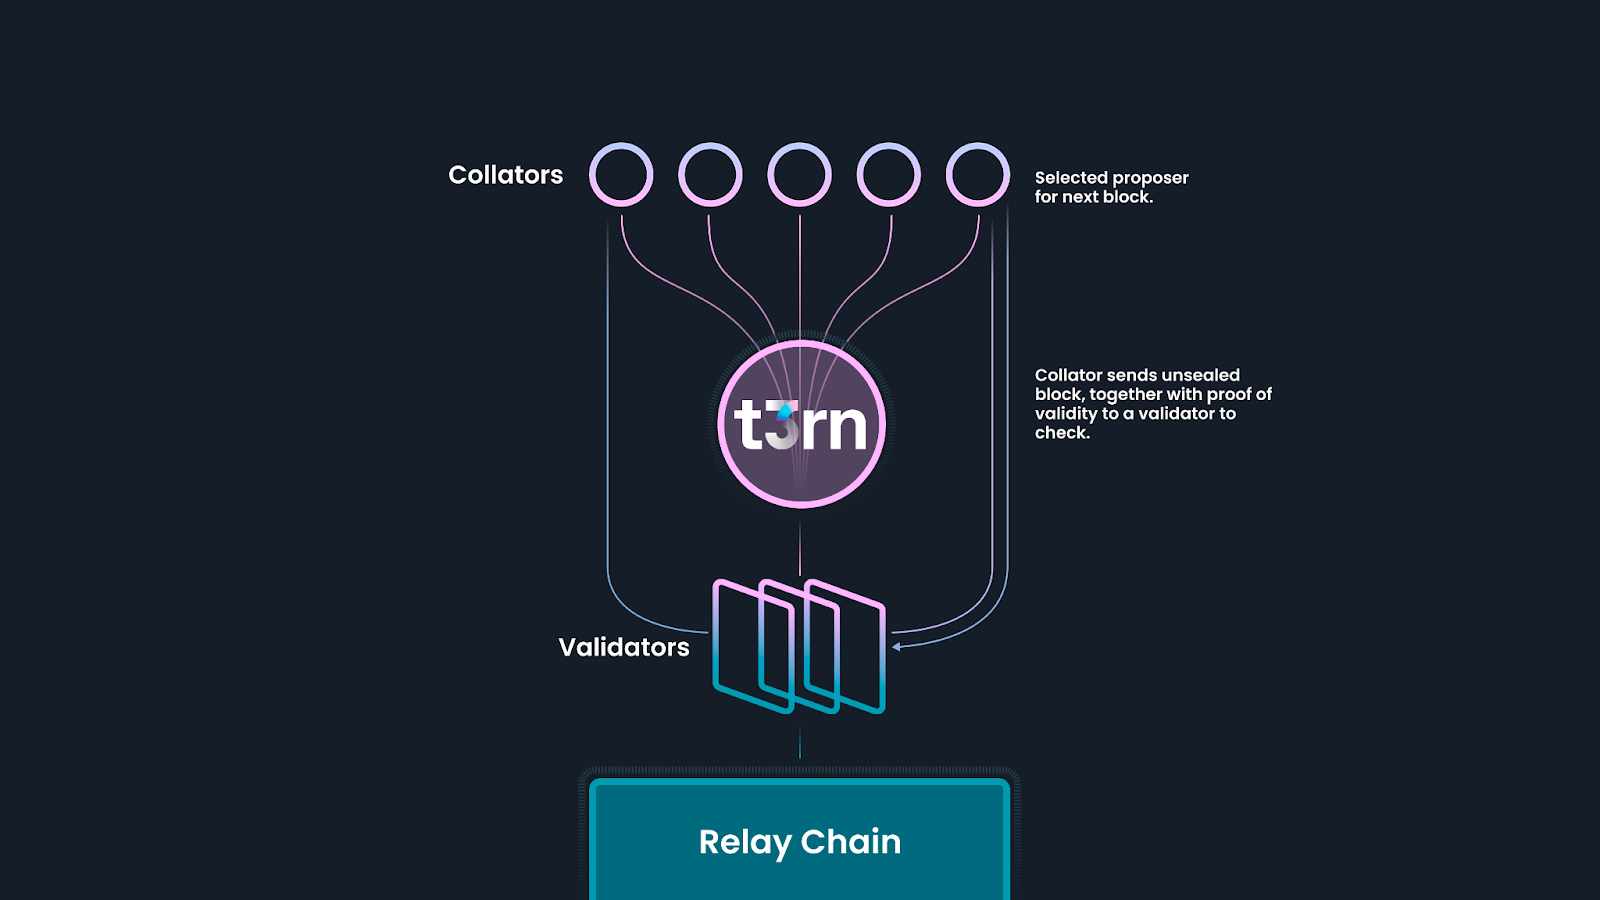 Collators
Selected proposer
for next block.
Collator sends unsealed
block, together with proof of
validity to a validator to
check.
t3rn
Validators
Relay Chain